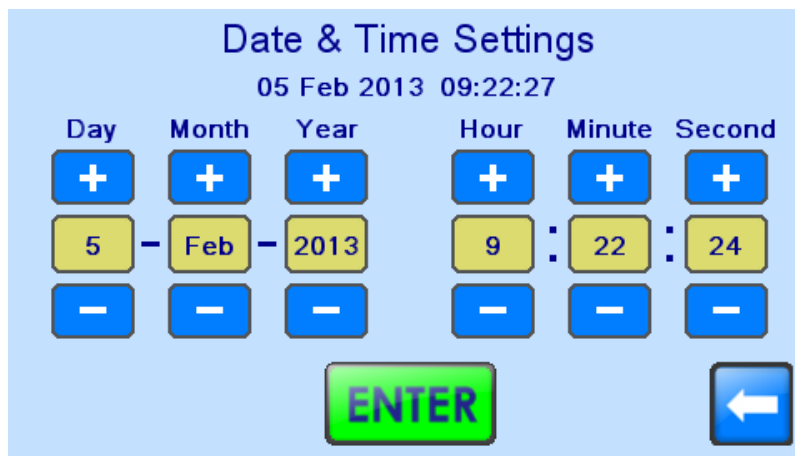 Date & Time Settings
05 Feb 2013 09:22:27
Day Month Year Hour Minute Second
+ + + + + +
5 - Feb - 2013 9 : 22 : 24
- - - - - -
ENTER